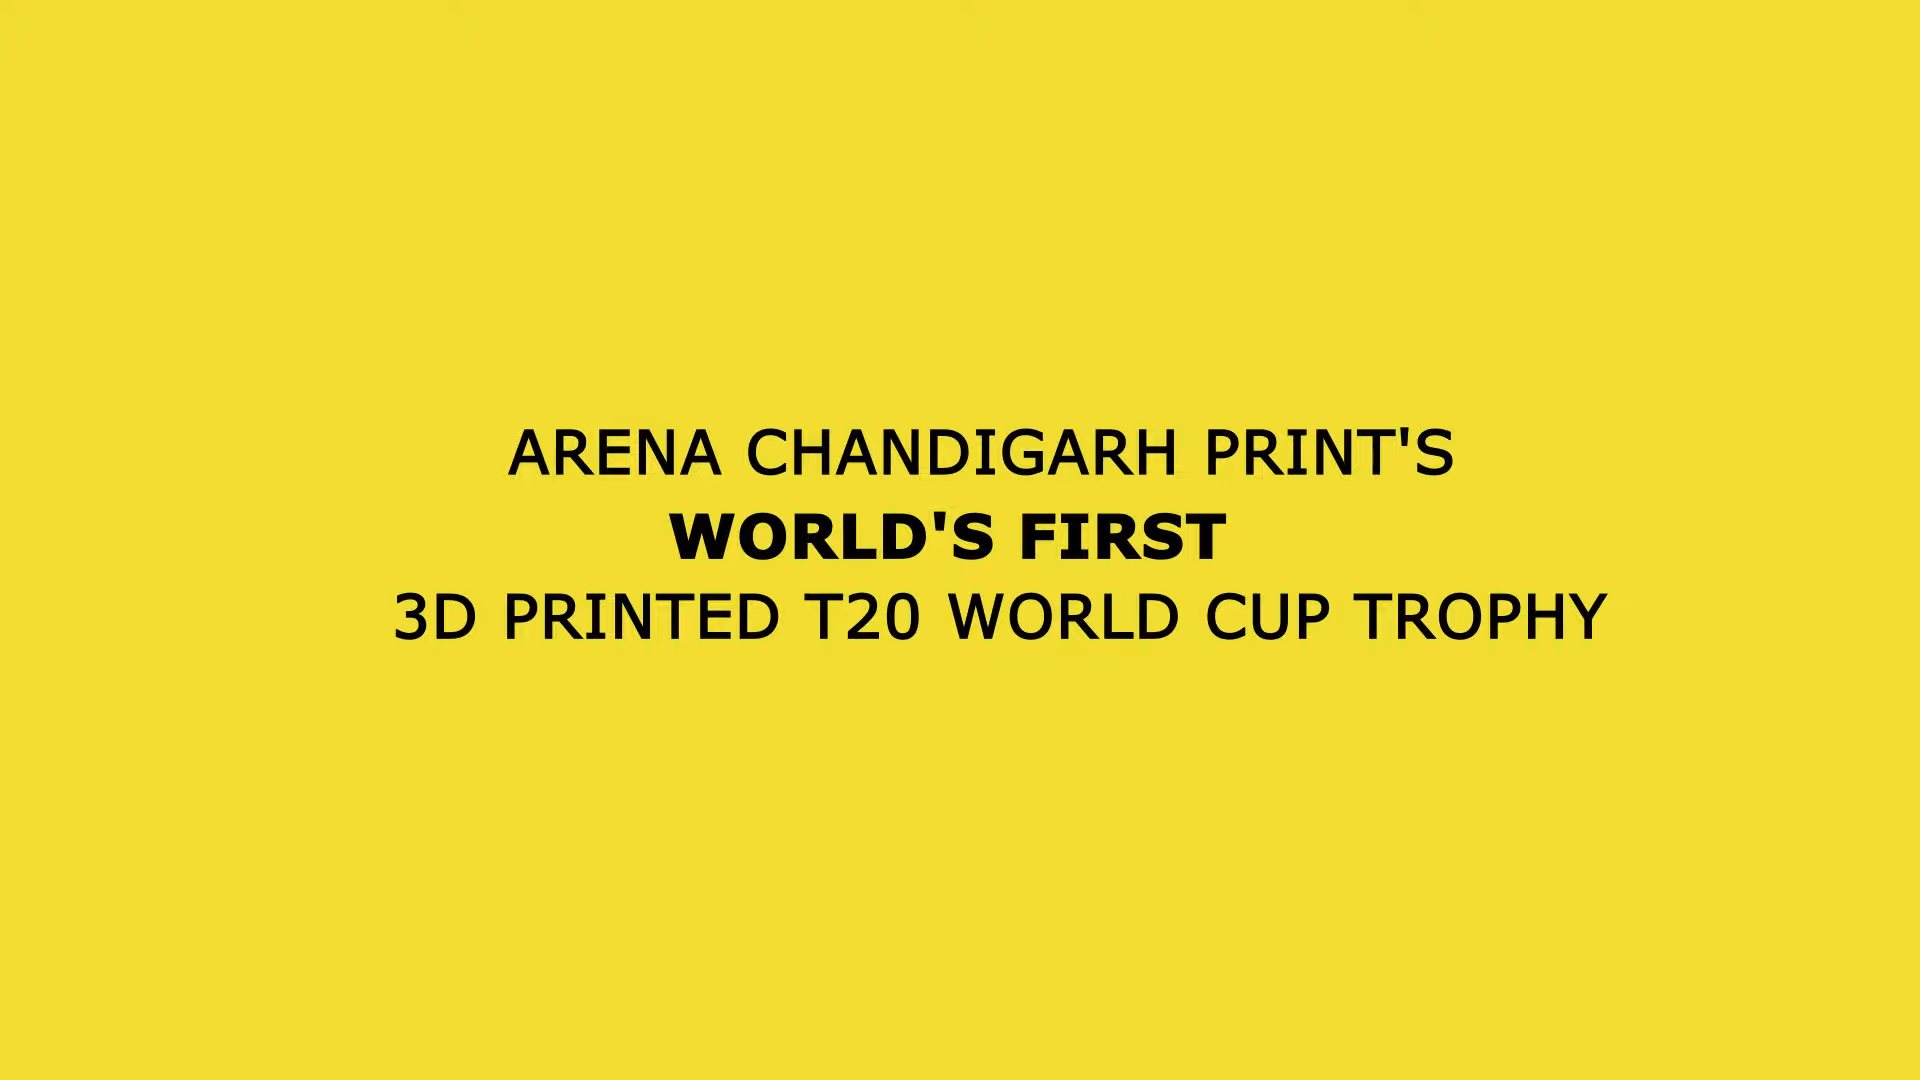 ARENA CHANDIGARH PRINT'S
WORLD'S FIRST
3D PRINTED T20 WORLD CUP TROPHY